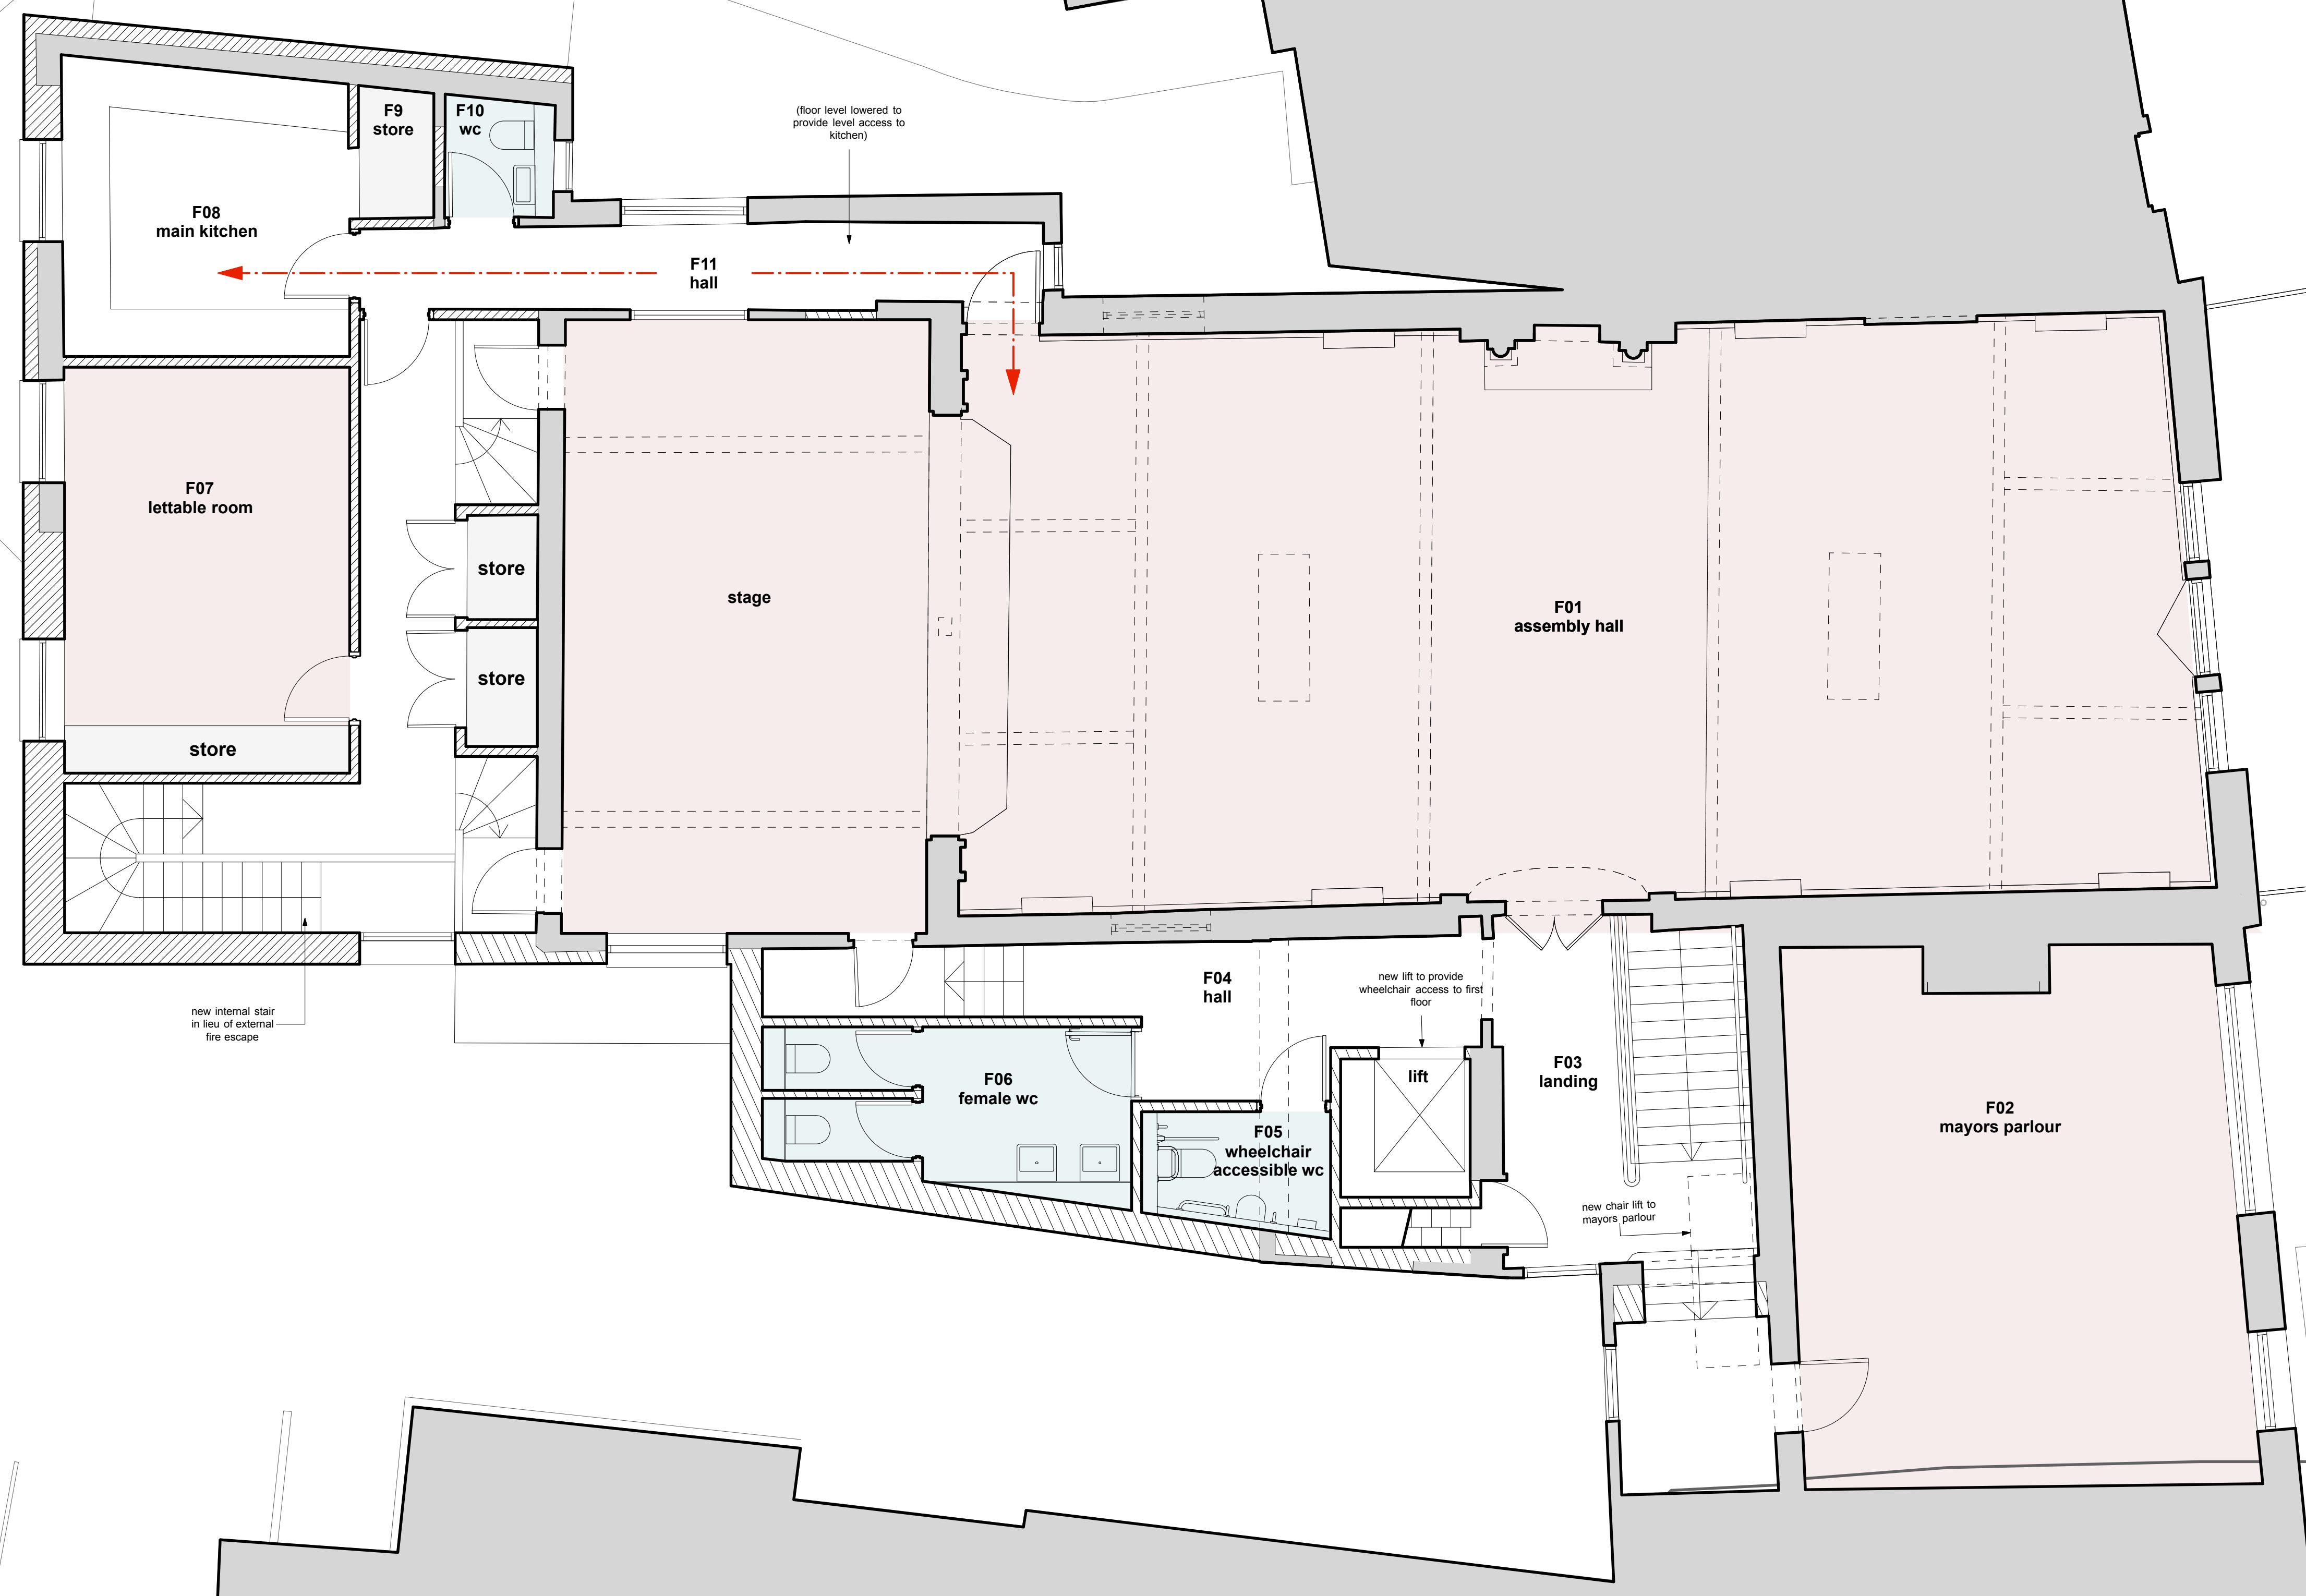 F9
store
F10
wc
(floor level lowered to
provide level access to
kitchen)
F08
main kitchen
F11
hall
F07
lettable room
store
stage
F01
assembly hall
store
store
new internal stair
in lieu of external
fire escape
F04
hall
new lift to provide
wheelchair access to first
floor
F06
female wc
lift
F03
landing
F05
wheelchair
accessible wc
F02
mayors parlour
new chair lift to
mayors parlour